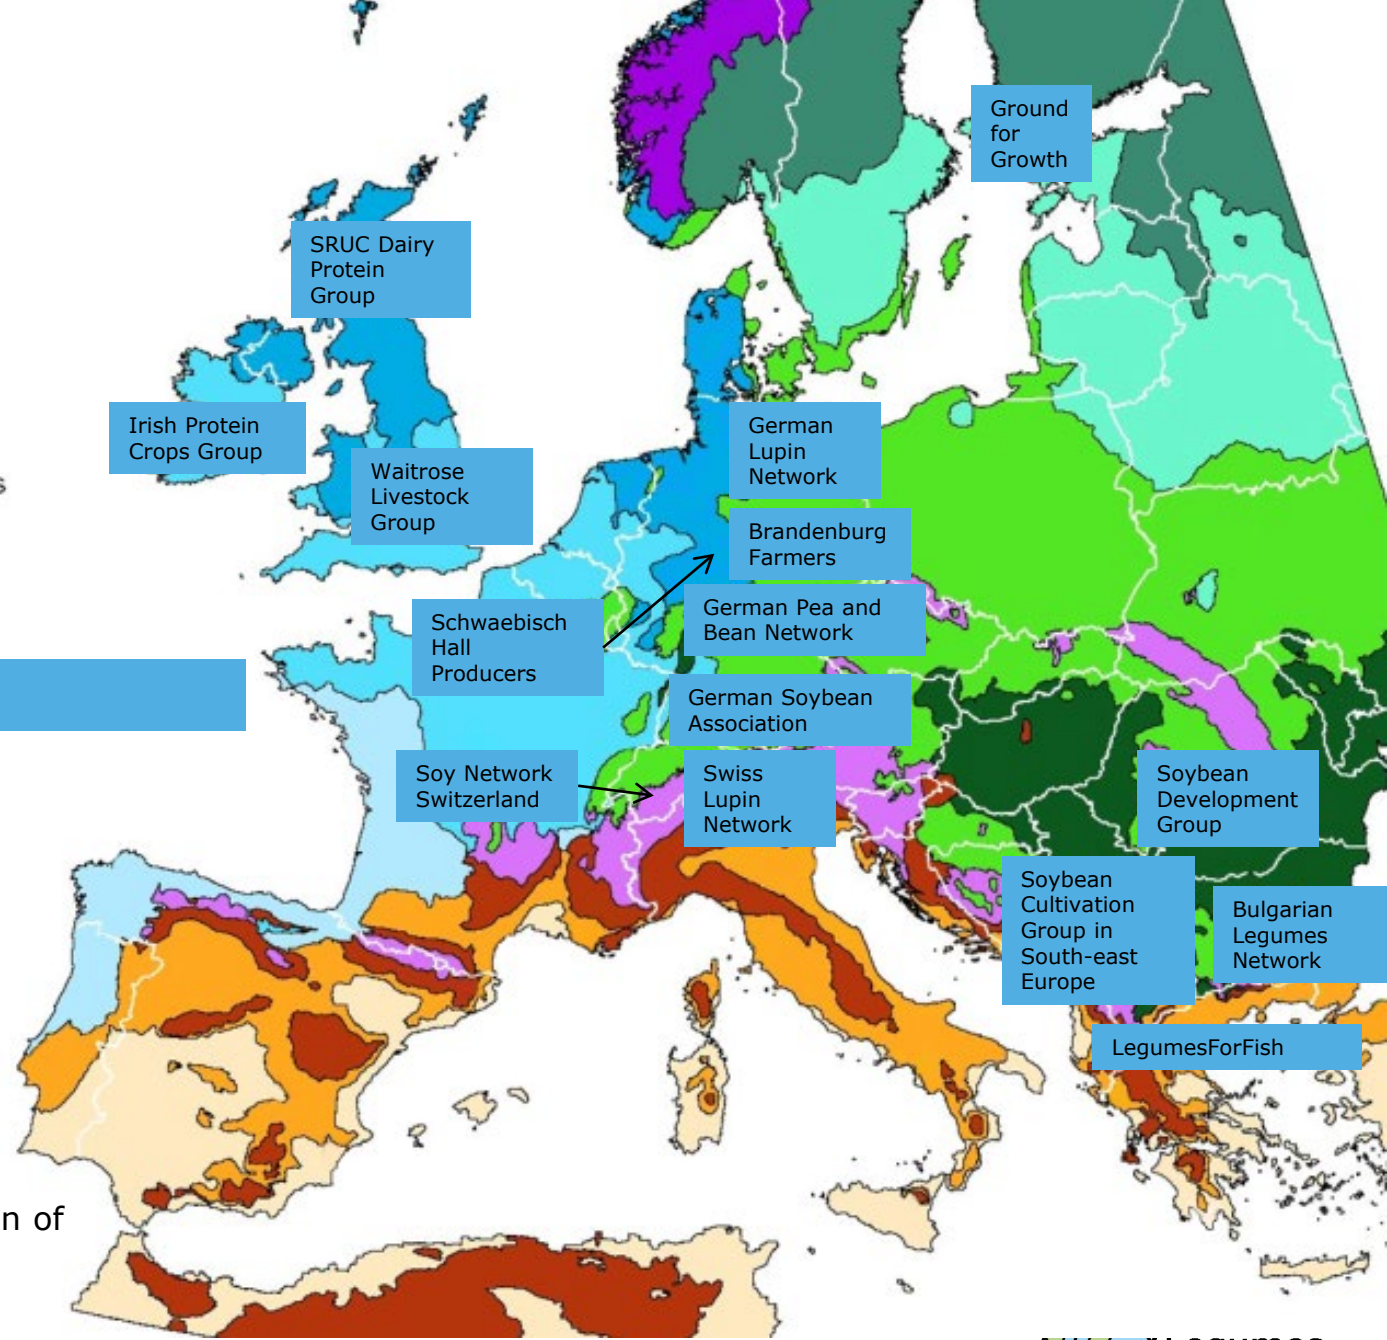 Ground
for
Growth
SRUC Dairy
Protein
Group
Irish Protein
Crops Group
Waitrose
Livestock
Group
German
Lupin
Network
s
Brandenburg
Farmers
German Pea and
Bean Network
Schwaebisch
Hall
Producers
German Soybean
Association
Soy Network
Switzerland
Swiss
Lupin
Network
Soybean
Development
Group
Soybean
Cultivation
Group in
South-east
Europe
Bulgarian
Legumes
Network
LegumesForFish
n of